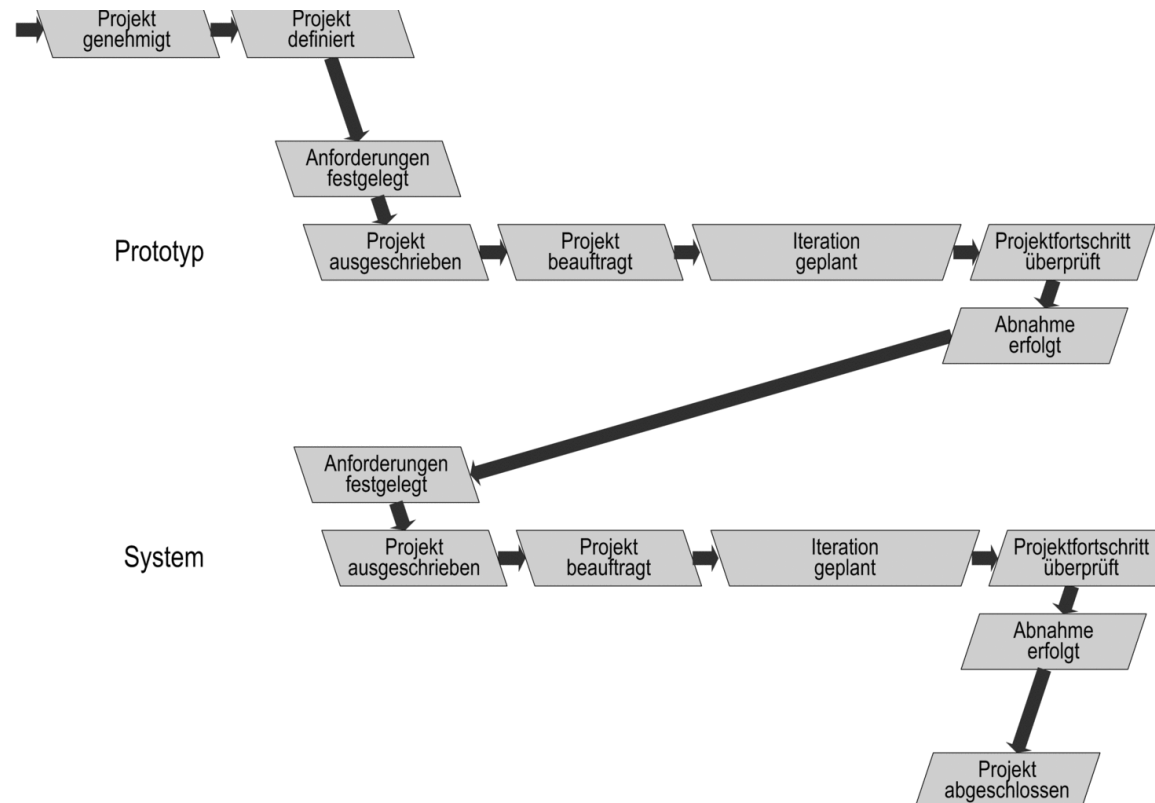 Projekt
genehmigt
Projekt
definiert
Anforderungen
festgelegt
Prototyp
Projekt
ausgeschrieben
Projekt
beauftragt
Iteration
geplant
Projektfortschritt
überprüft
Abnahme
erfolgt
Anforderungen
festgelegt
System
Projekt
ausgeschrieben
Projekt
beauftragt
Iteration
geplant
Projektfortschritt
überprüft
Abnahme
erfolgt
Projekt
abgeschlossen